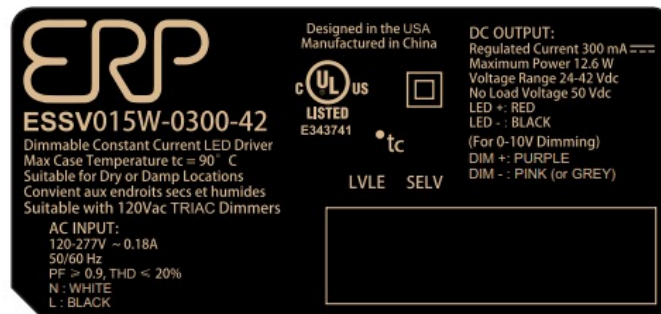 ERP
ESSV015W-0300-42
Dimmable Constant Current LED Driver
Max Case Temperature tc = 90° C
Suitable for Dry or Damp Locations
Convient aux endroits secs et humides
Suitable with 120Vac TRIAC Dimmers
AC INPUT:
120-277V ~ 0.18A
50/60 Hz
PF ≥ 0.9, THD ≤ 20%
N : WHITE
L : BLACK
Designed in the USA
Manufactured in China
C UL US
LISTED
E343741
•tc
LVLE SELV
DC OUTPUT:
Regulated Current 300 mA
Maximum Power 12.6 W
Voltage Range 24-42 Vdc
No Load Voltage 50 Vdc
LED +: RED
LED - : BLACK
(For 0-10V Dimming)
DIM +: PURPLE
DIM - : PINK (or GREY)